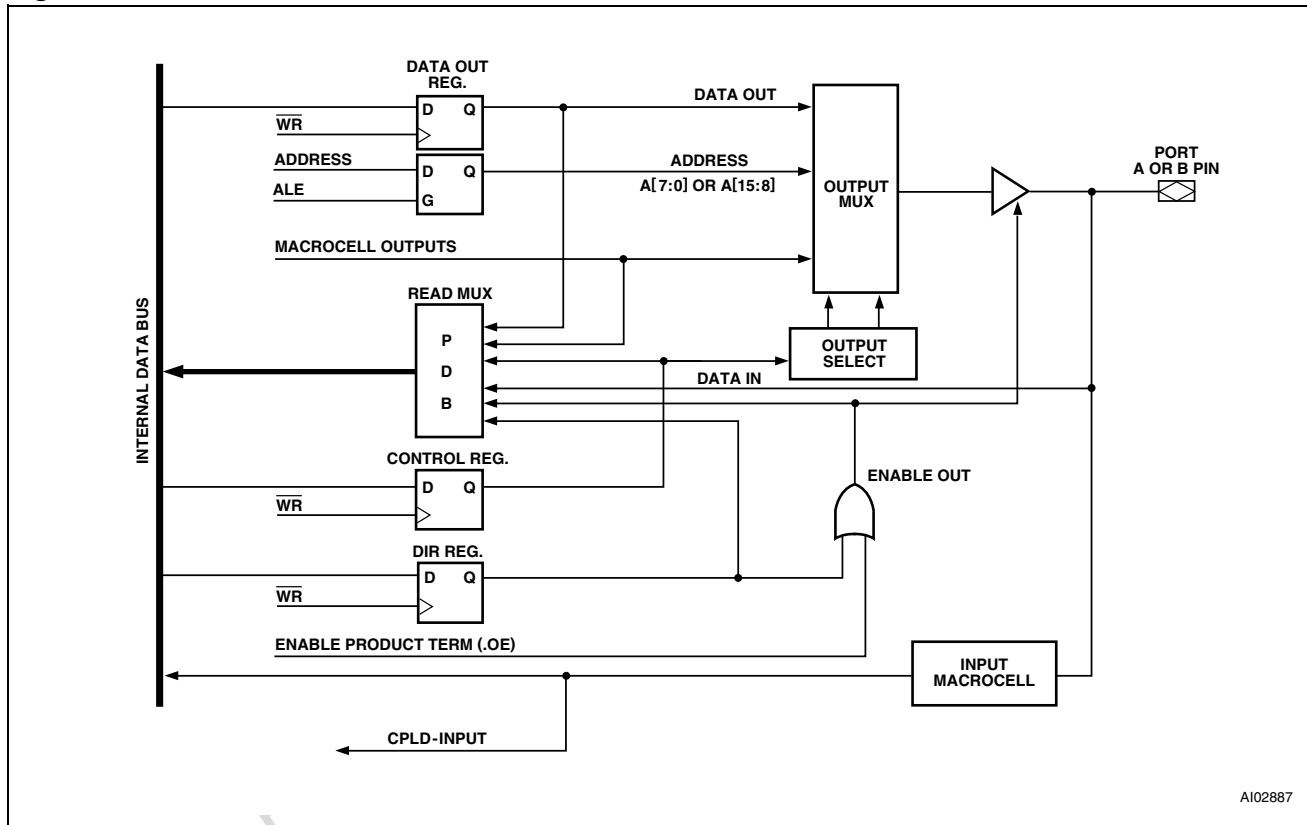 DATA OUT
REG.
D Q
WR
DATA OUT
ADDRESS
ALE
D Q
G
ADDRESS
A[7:0] OR A[15:8]
OUTPUT
MUX
PORT
A OR B PIN
MACROCELL OUTPUTS
READ MUX
P
D
B
OUTPUT
SELECT
DATA IN
INTERNAL DATA BUS
CONTROL REG.
D Q
WR
ENABLE OUT
DIR REG.
D Q
WR
ENABLE PRODUCT TERM (.OE)
INPUT
MACROCELL
CPLD-INPUT
AI02887